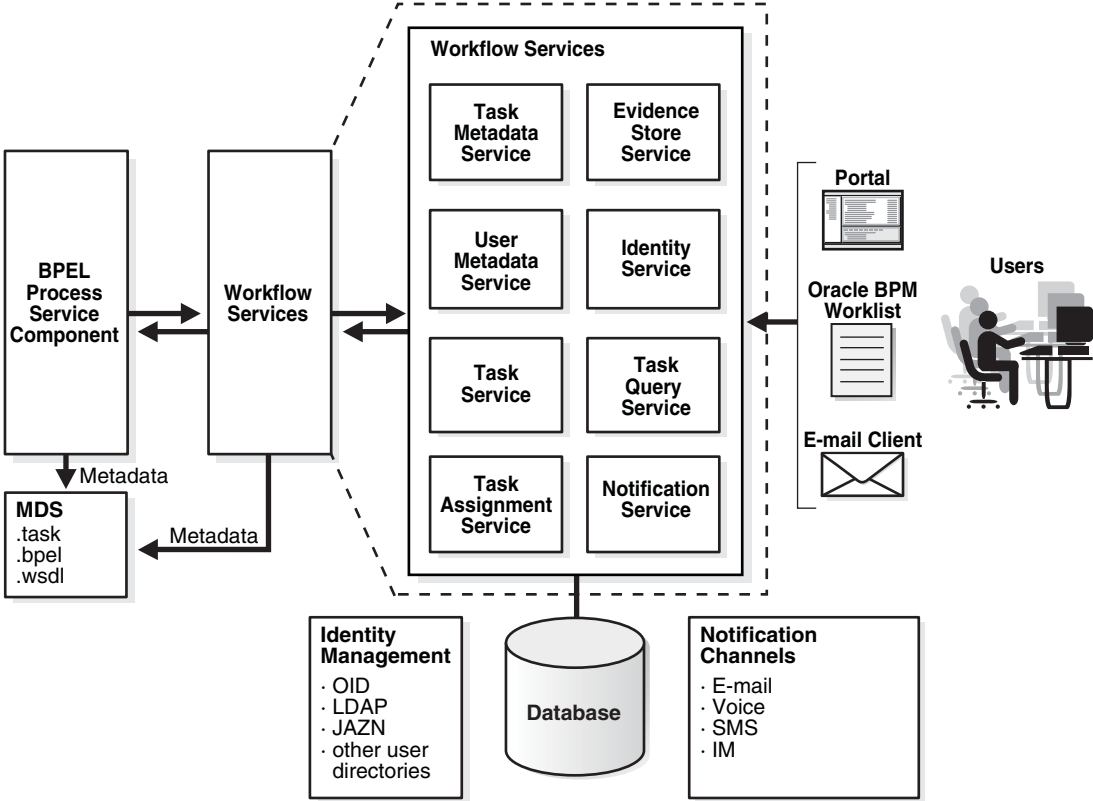 Workflow Services
Task
Metadata
Service
Evidence
Store
Service
User
Metadata
Service
Identity
Service
Task
Service
Task
Query
Service
Task
Assignment
Service
Notification
Service
BPEL
Process
Service
Component
Workflow
Services
Metadata
MDS
.task
.bpel
.wsdl
Metadata
Portal
Oracle BPM
Worklist
E-mail Client
Users
Identity
Management
· OID
· LDAP
· JAZN
· other user
directories
Database
Notification
Channels
· E-mail
· Voice
· SMS
· IM